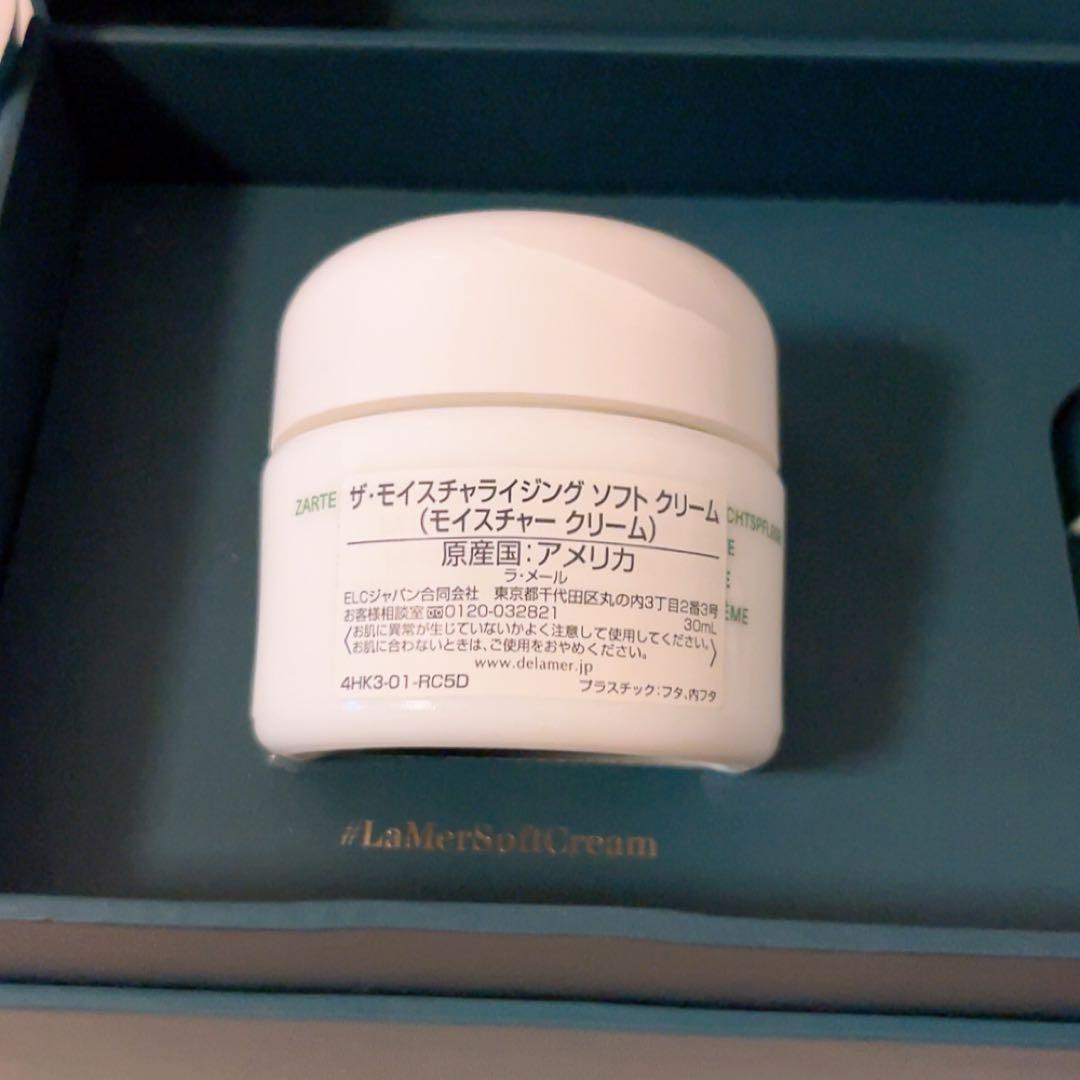 ZARTE
ザ・モイスチャライジング ソフト クリーム
(モイスチャー クリーム)
原産国:アメリカ
ラ・メール
ELCジャパン合同会社 東京都千代田区丸の内3丁目2番3号
お客様相談室 0120-032821 30mL
〈お肌に異常が生じていないかよく注意して使用してください。
お肌に合わないときは、ご使用をおやめください。〉
www.delamer.jp
4HK3-01-RC5D プラスチック:フタ、内フタ
CHTSPFLEGE
E
E
EME
#LaMerSoftCream